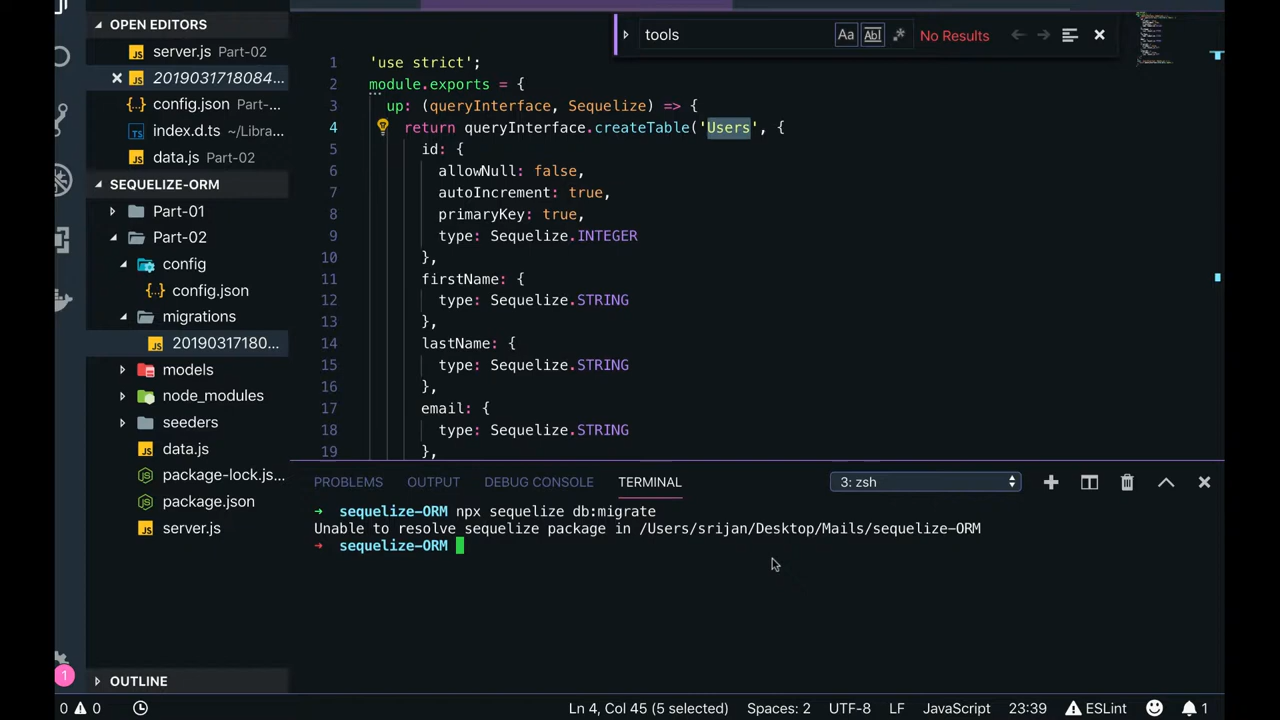 OPEN EDITORS
server.js Part-02
2019031718084...
config.json Part-...
index.d.ts ~/Libra...
data.js Part-02
SEQUELIZE-ORM
Part-01
Part-02
config
config.json
migrations
20190317180...
models
node_modules
seeders
data.js
package-lock.js...
package.json
server.js
OUTLINE
tools
Aa
Abl
No Results
1 'use strict';
2 module.exports = {
3 up: (queryInterface, Sequelize) => {
4 return queryInterface.createTable('Users', {
5 id: {
6 allowNull: false,
7 autoIncrement: true,
8 primaryKey: true,
9 type: Sequelize.INTEGER
10 },
11 firstName: {
12 type: Sequelize.STRING
13 },
14 lastName: {
15 type: Sequelize.STRING
16 },
17 email: {
18 type: Sequelize.STRING
19 },
PROBLEMS OUTPUT DEBUG CONSOLE TERMINAL 3: zsh
→ sequelize-ORM npx sequelize db:migrate
Unable to resolve sequelize package in /Users/srijan/Desktop/Mails/sequelize-ORM
→ sequelize-ORM
1
0 0 Ln 4, Col 45 (5 selected) Spaces: 2 UTF-8 LF JavaScript 23:39 ESLint 1